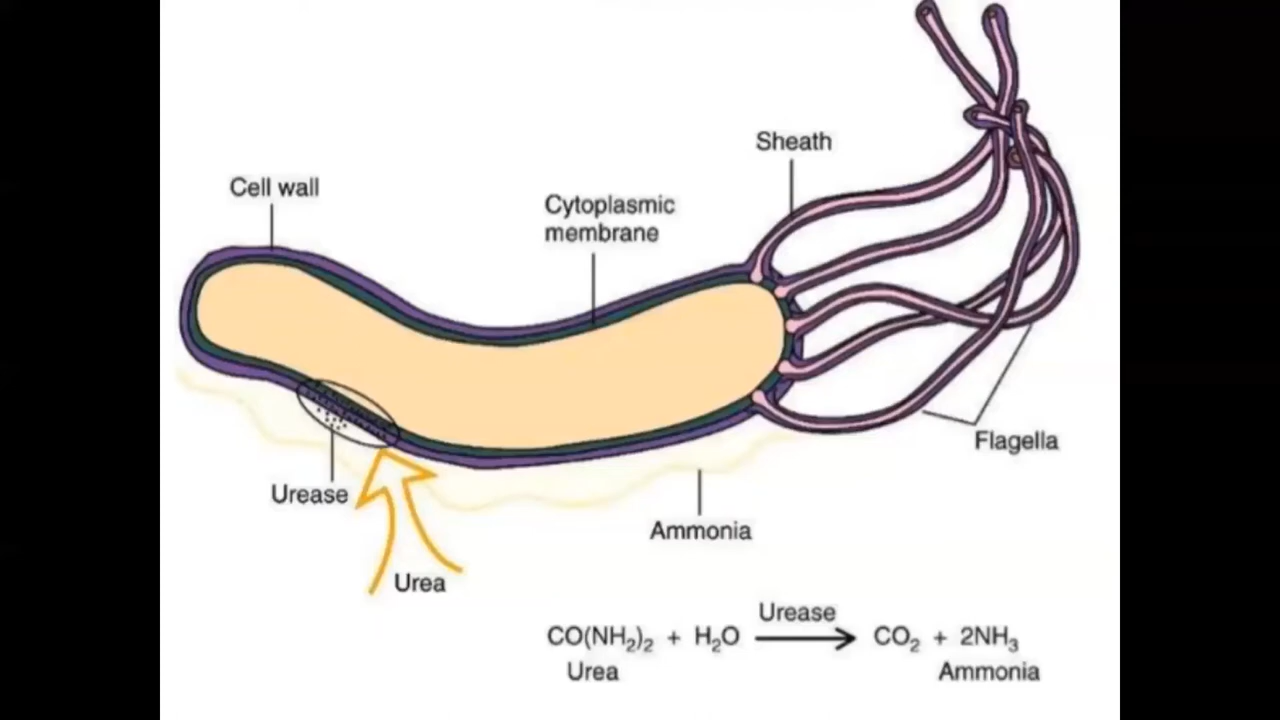 Sheath
Cell wall
Cytoplasmic
membrane
Flagella
Urease
Ammonia
Urea
Urease
CO(NH₂)₂ + H₂O → CO₂ + 2NH₃
Urea Ammonia